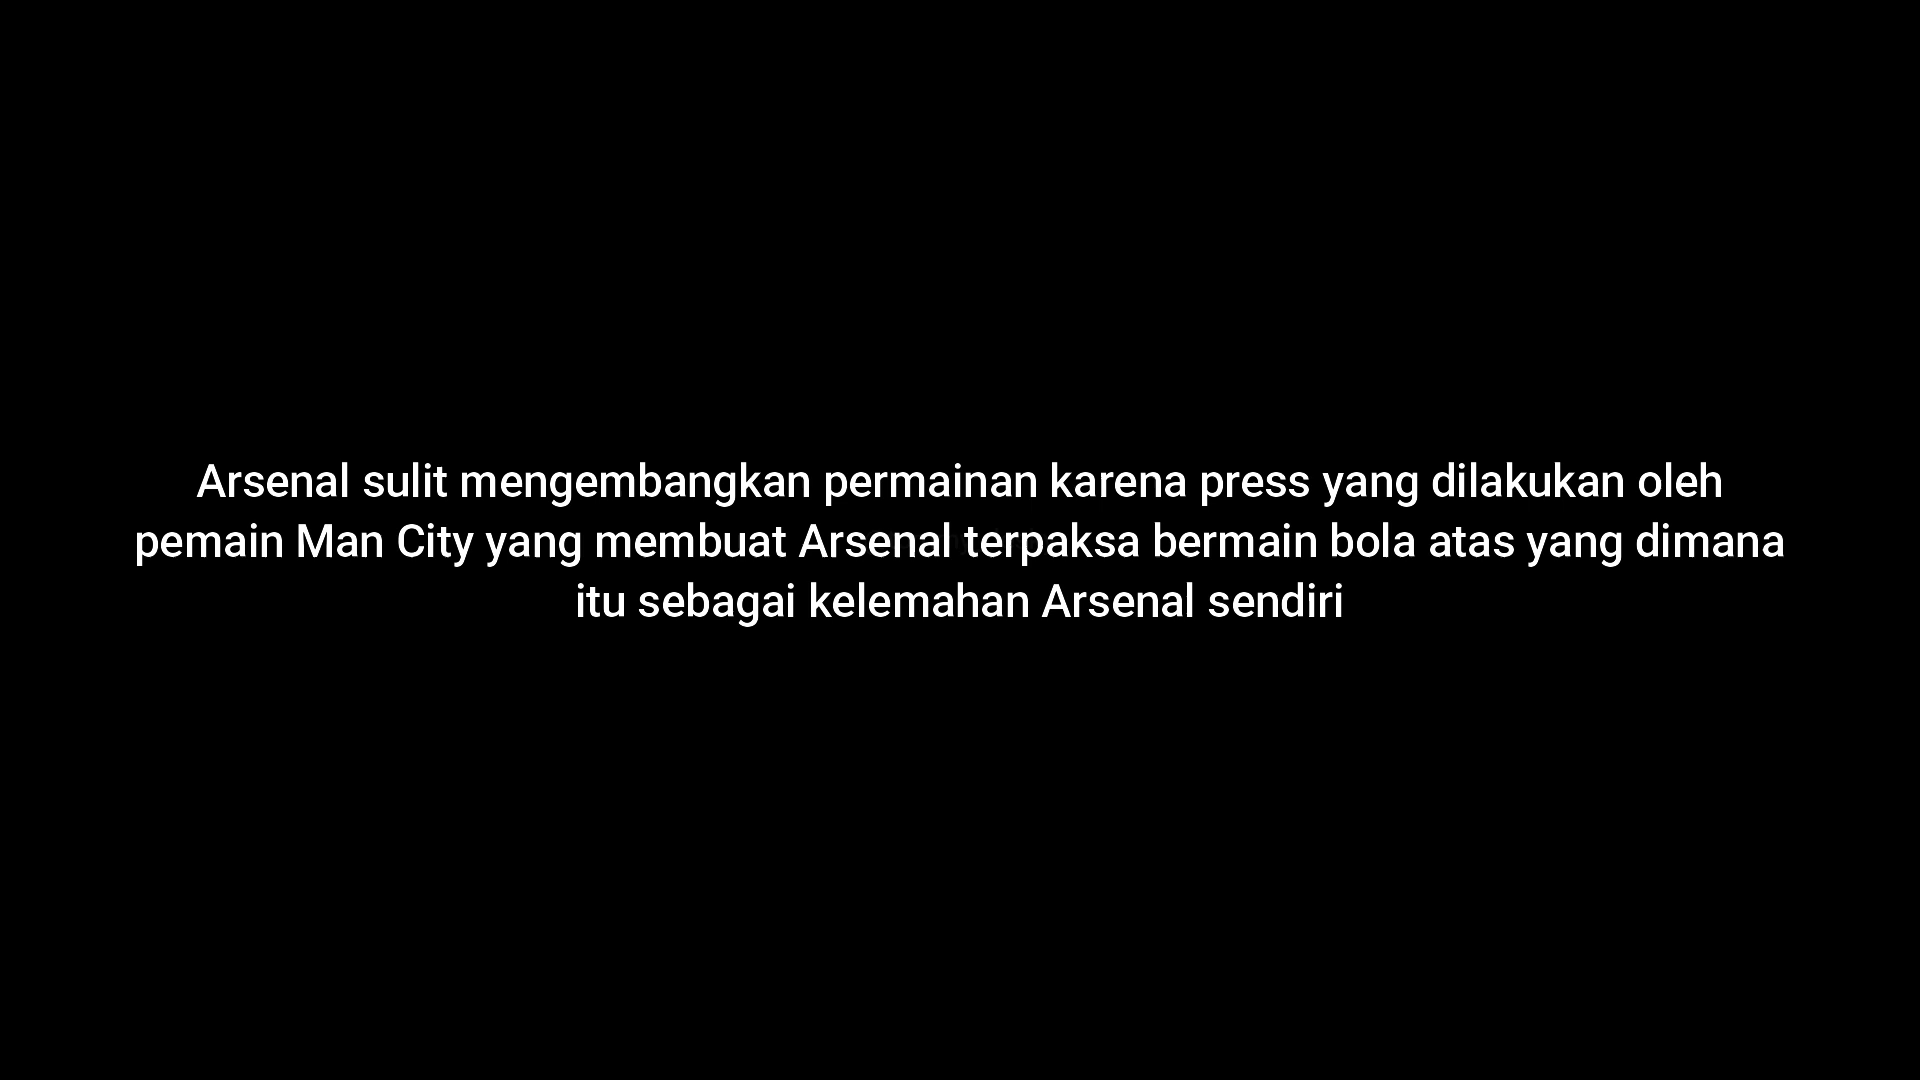 Arsenal sulit mengembangkan permainan karena press yang dilakukan oleh
pemain Man City yang membuat Arsenal terpaksa bermain bola atas yang dimana
itu sebagai kelemahan Arsenal sendiri